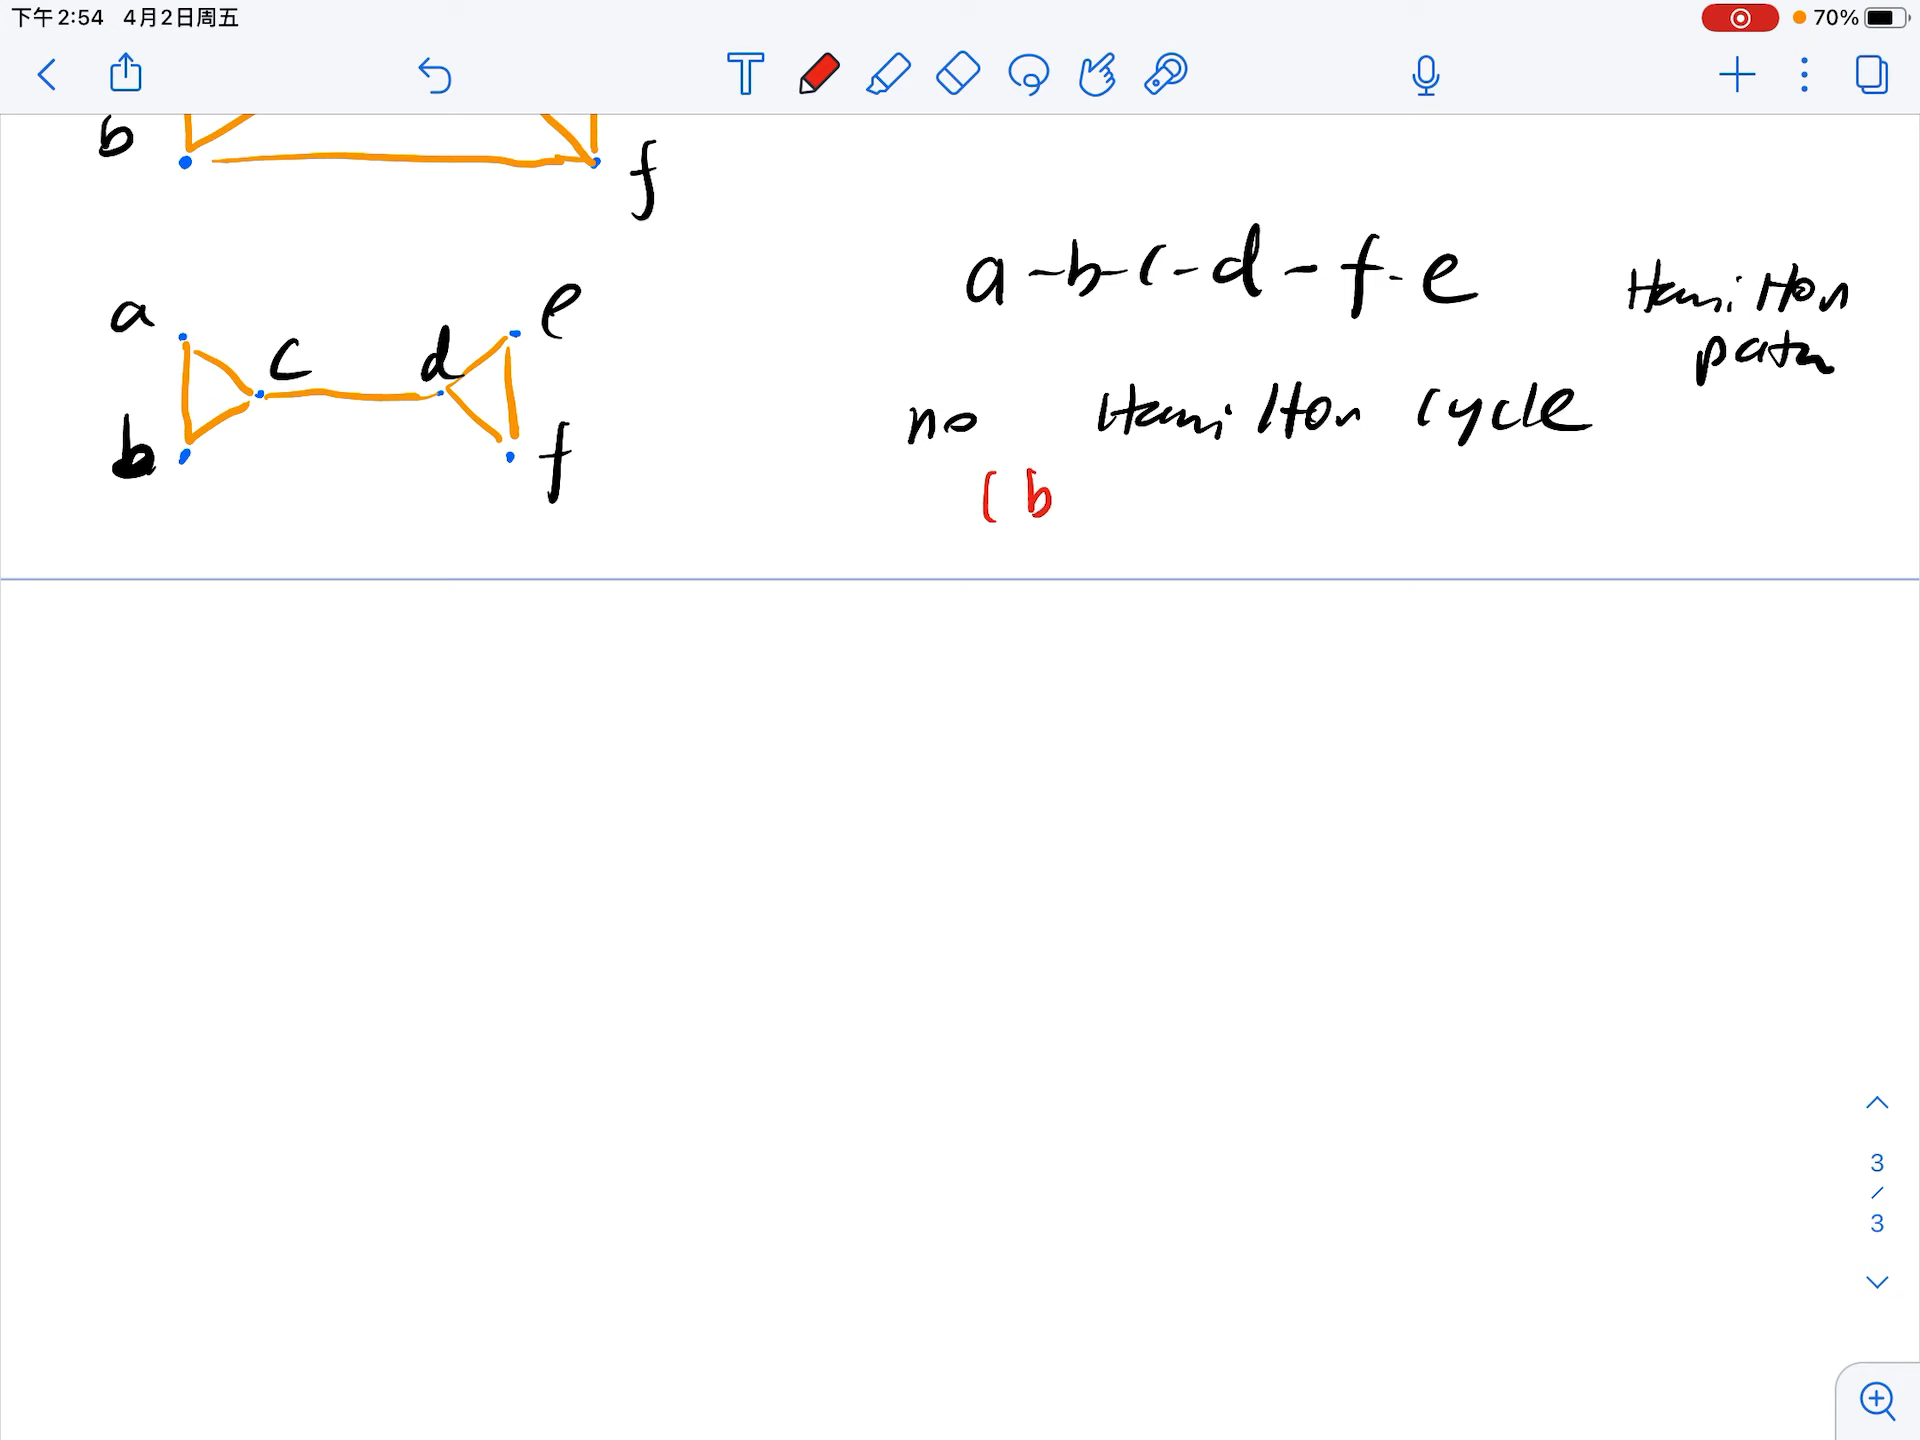 下午2:54 4月2日周五
70%
T
b
f
a-b-c-d-f-e
Hamilton
path
a
e
c
d
no Hamilton cycle
b
f
( b
3
/
3